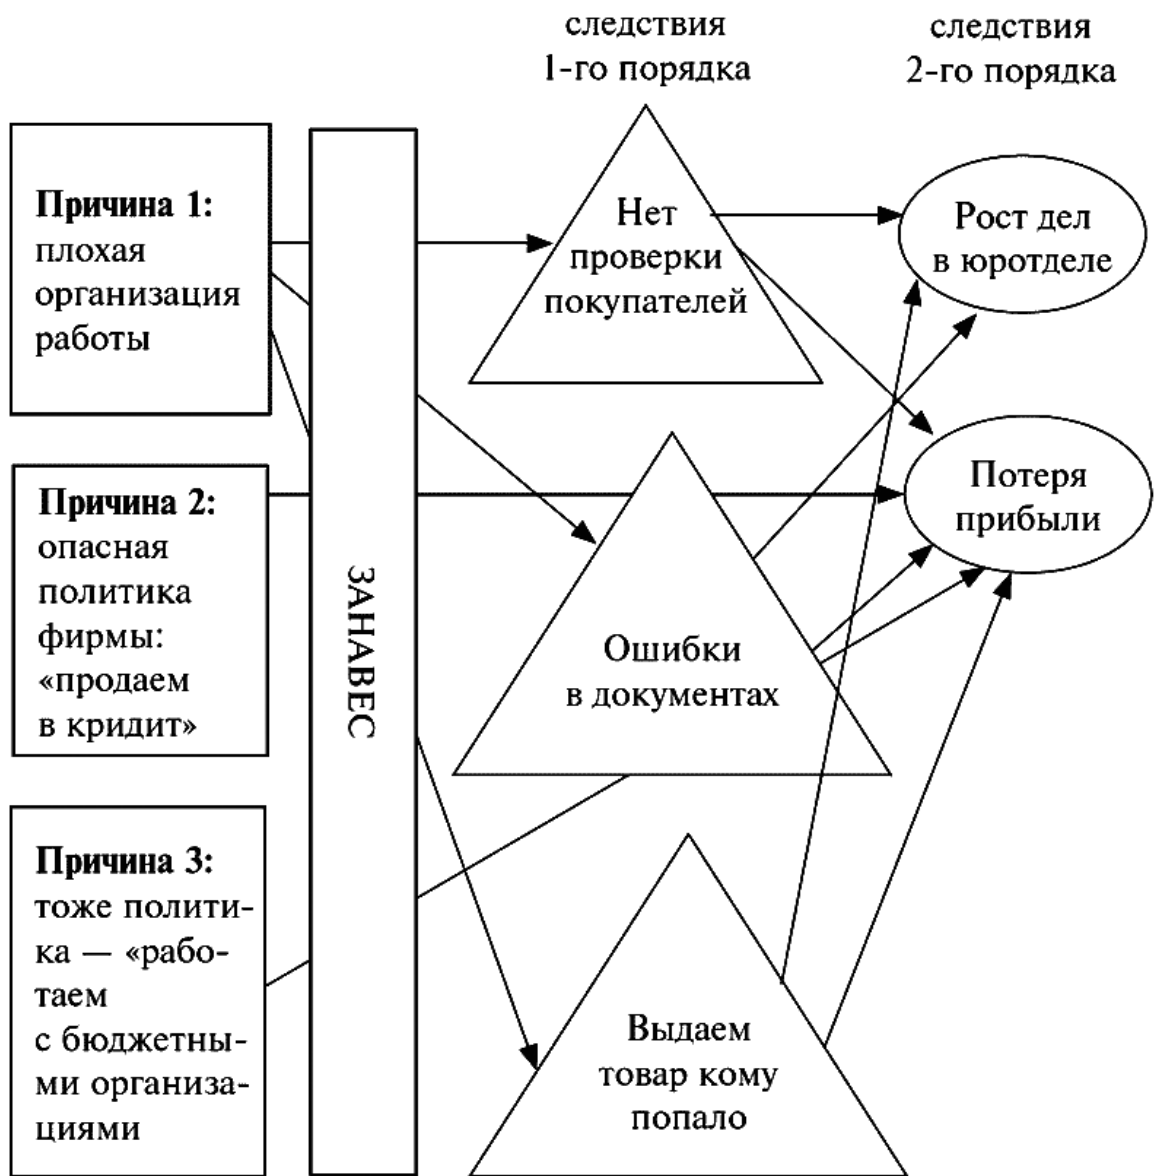 следствия
1-го порядка
следствия
2-го порядка
Причина 1:
плохая
организация
работы
Причина 2:
опасная
политика
фирмы:
«продаем
в кридит»
Причина 3:
тоже полити-
ка — «рабо-
таем
с бюджетны-
ми организа-
циями
ЗАНАВЕС
Нет
проверки
покупателей
Ошибки
в документах
Выдаем
товар кому
попало
Рост дел
в юротделе
Потеря
прибыли